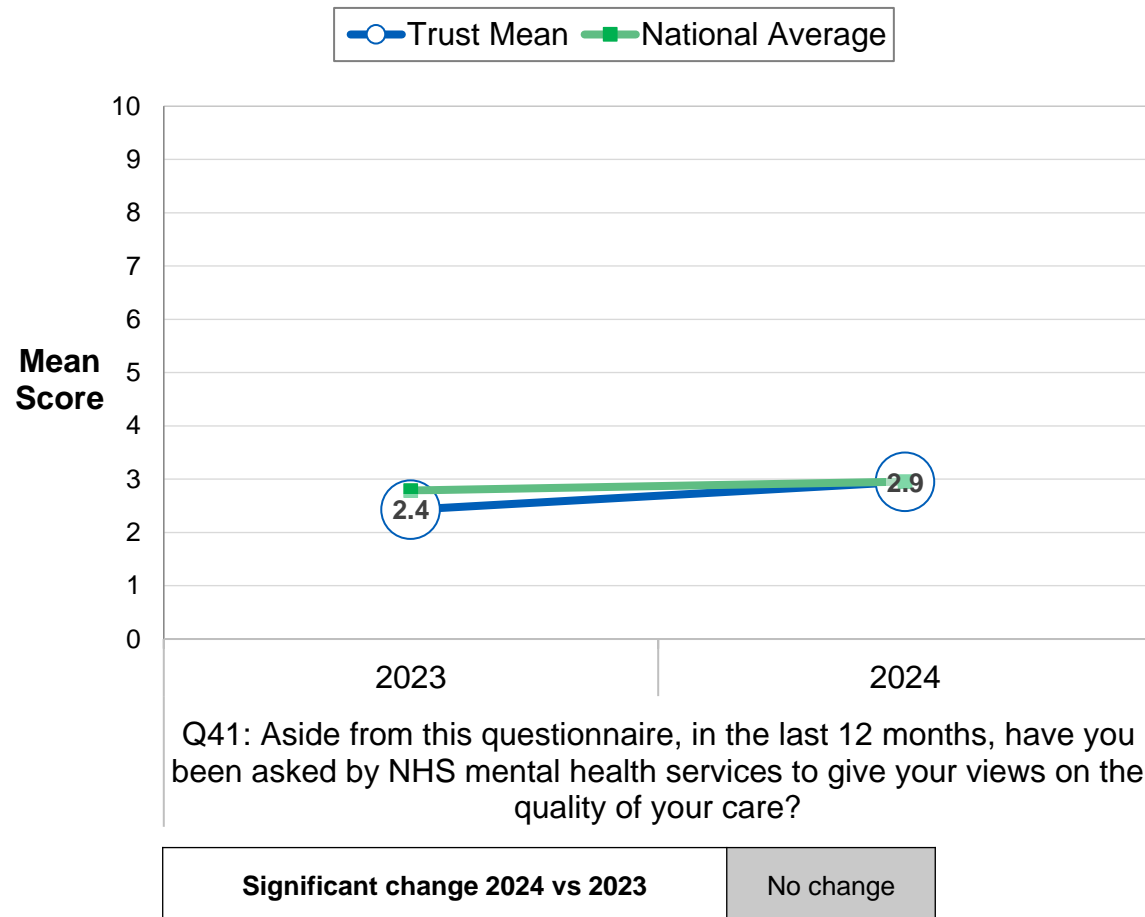 Trust Mean National Average
10
9
8
7
6
5
4
3
2
1
0
Mean
Score
2.4
2.9
2023 2024
Q41: Aside from this questionnaire, in the last 12 months, have you
been asked by NHS mental health services to give your views on the
quality of your care?
Significant change 2024 vs 2023 No change